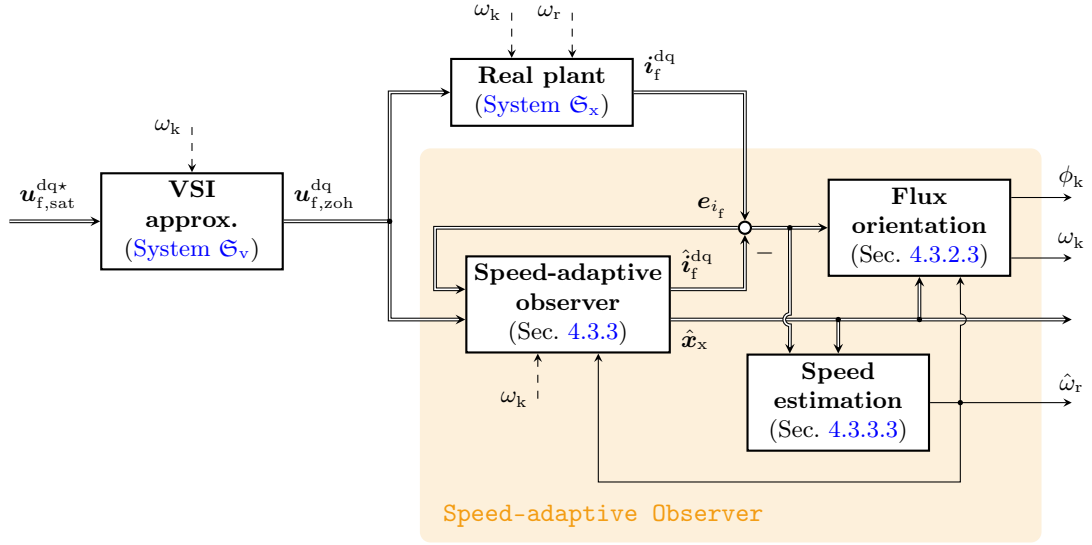 ω_k
ω_r
Real plant
(System 𝔖_x)
i_f^dq
ω_k
u_f,sat^dq⋆
VSI
approx.
(System 𝔖_v)
u_f,zoh^dq
e_{i_f}
Flux
orientation
(Sec. 4.3.2.3)
ϕ_k
ω_k
Speed-adaptive
observer
(Sec. 4.3.3)
î_f^dq
−
x̂_x
ω_k
Speed
estimation
(Sec. 4.3.3.3)
ω̂_r
Speed-adaptive Observer